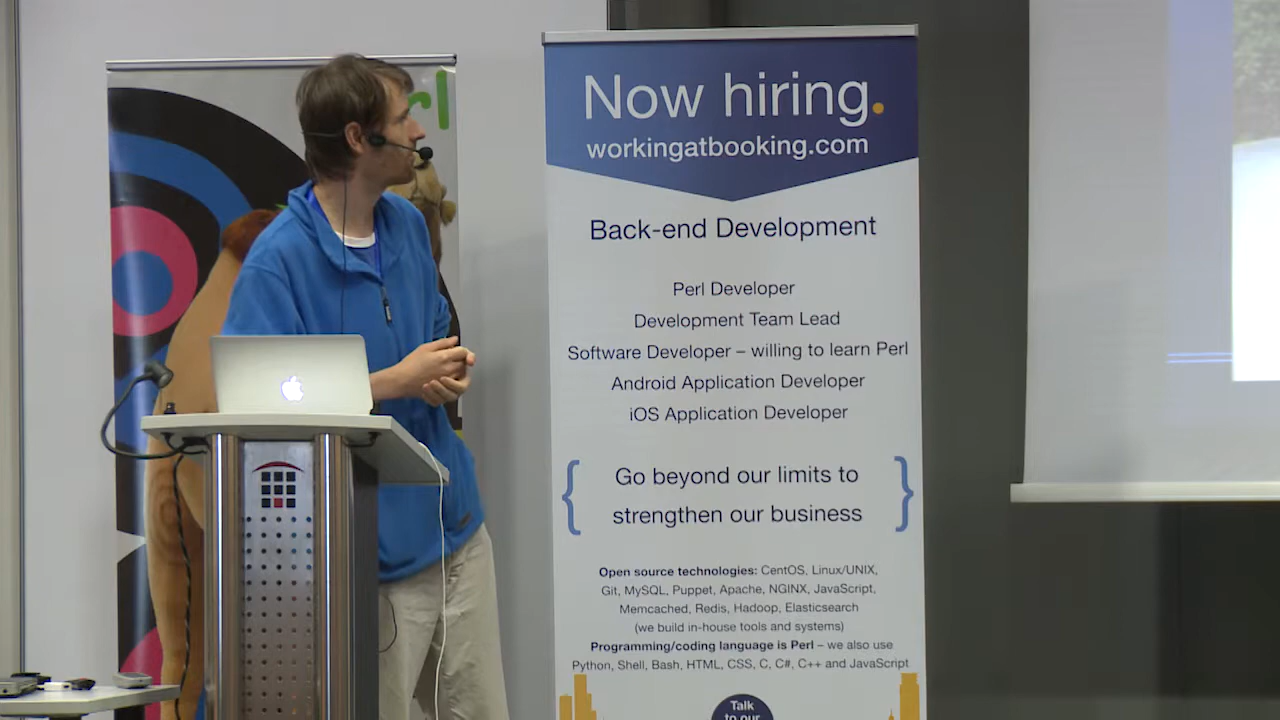 rl
Now hiring.
workingatbooking.com
Back-end Development
Perl Developer
Development Team Lead
Software Developer – willing to learn Perl
Android Application Developer
iOS Application Developer
{ Go beyond our limits to }
strengthen our business
Open source technologies: CentOS, Linux/UNIX,
Git, MySQL, Puppet, Apache, NGINX, JavaScript,
Memcached, Redis, Hadoop, Elasticsearch
(we build in-house tools and systems)
Programming/coding language is Perl – we also use
Python, Shell, Bash, HTML, CSS, C, C#, C++ and JavaScript
Talk
to our